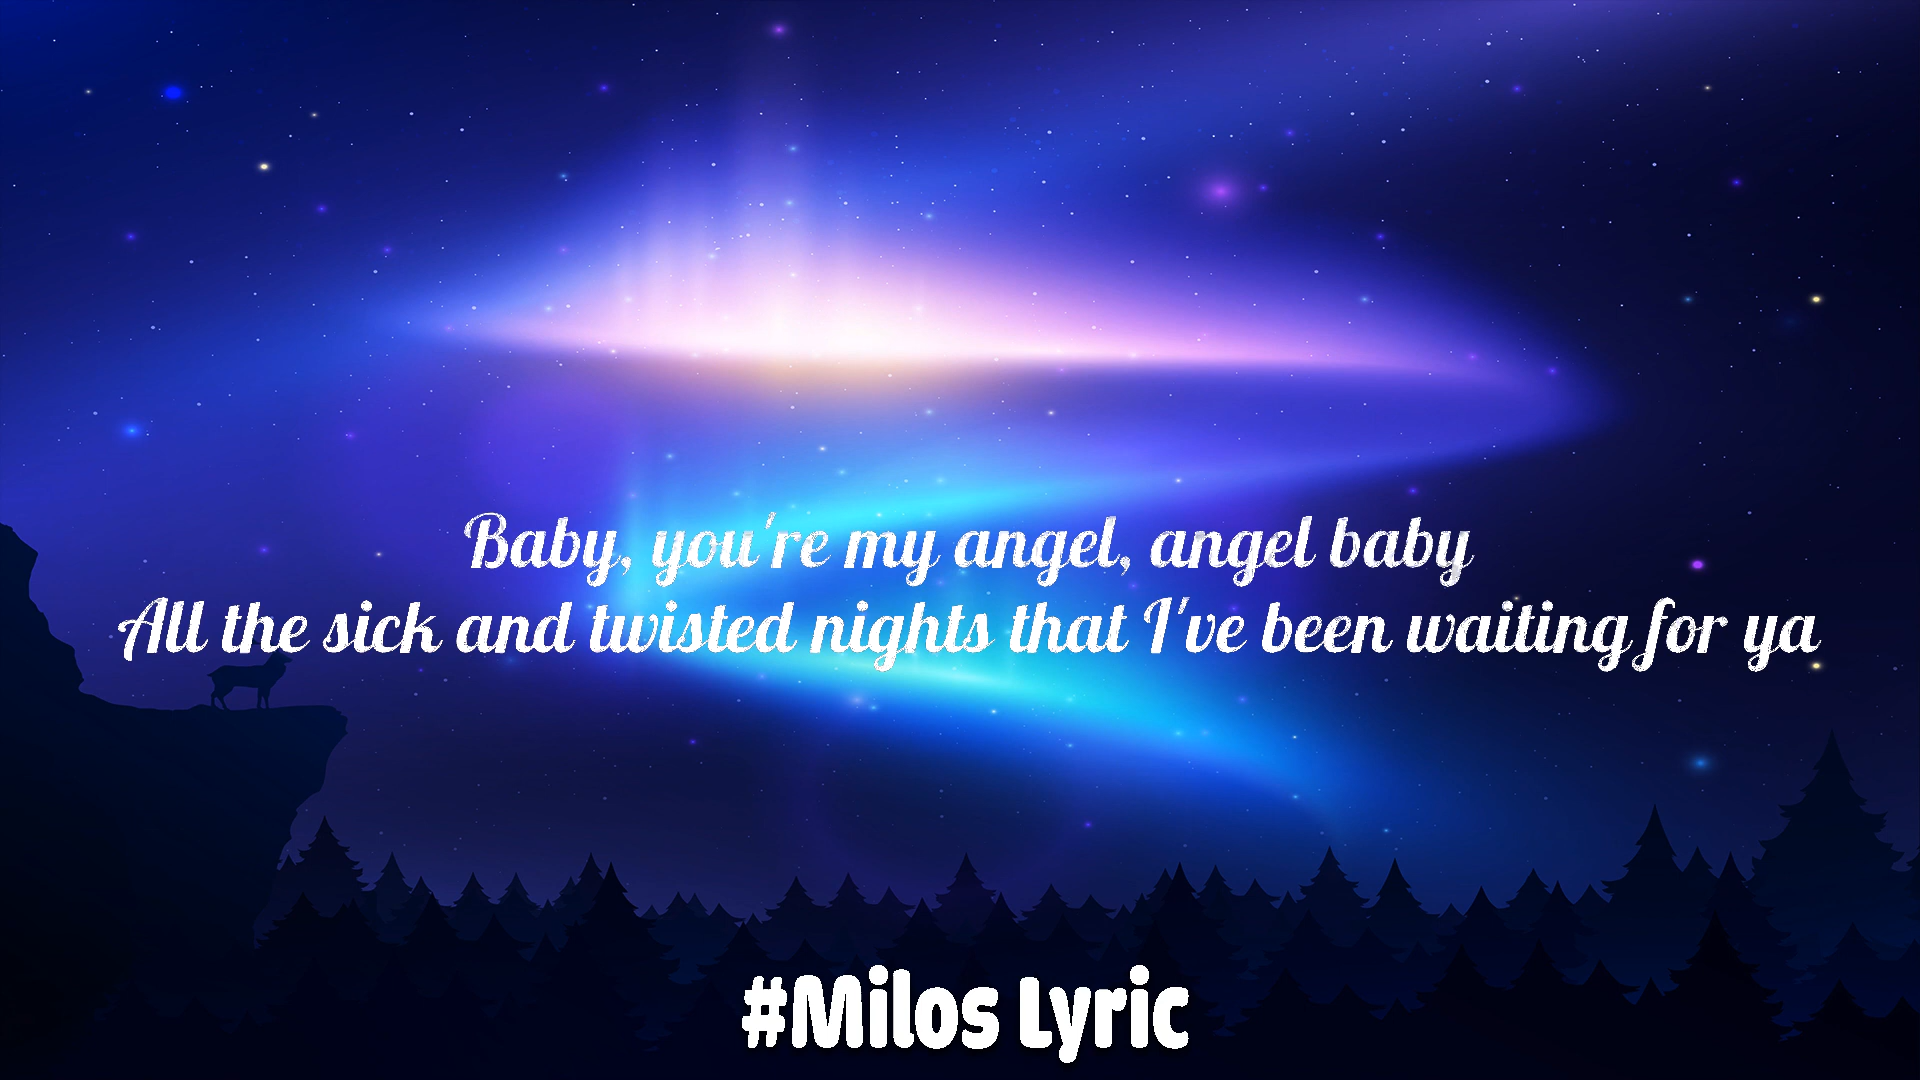 Baby, you're my angel, angel baby
All the sick and twisted nights that I've been waiting for ya
#Milos Lyric